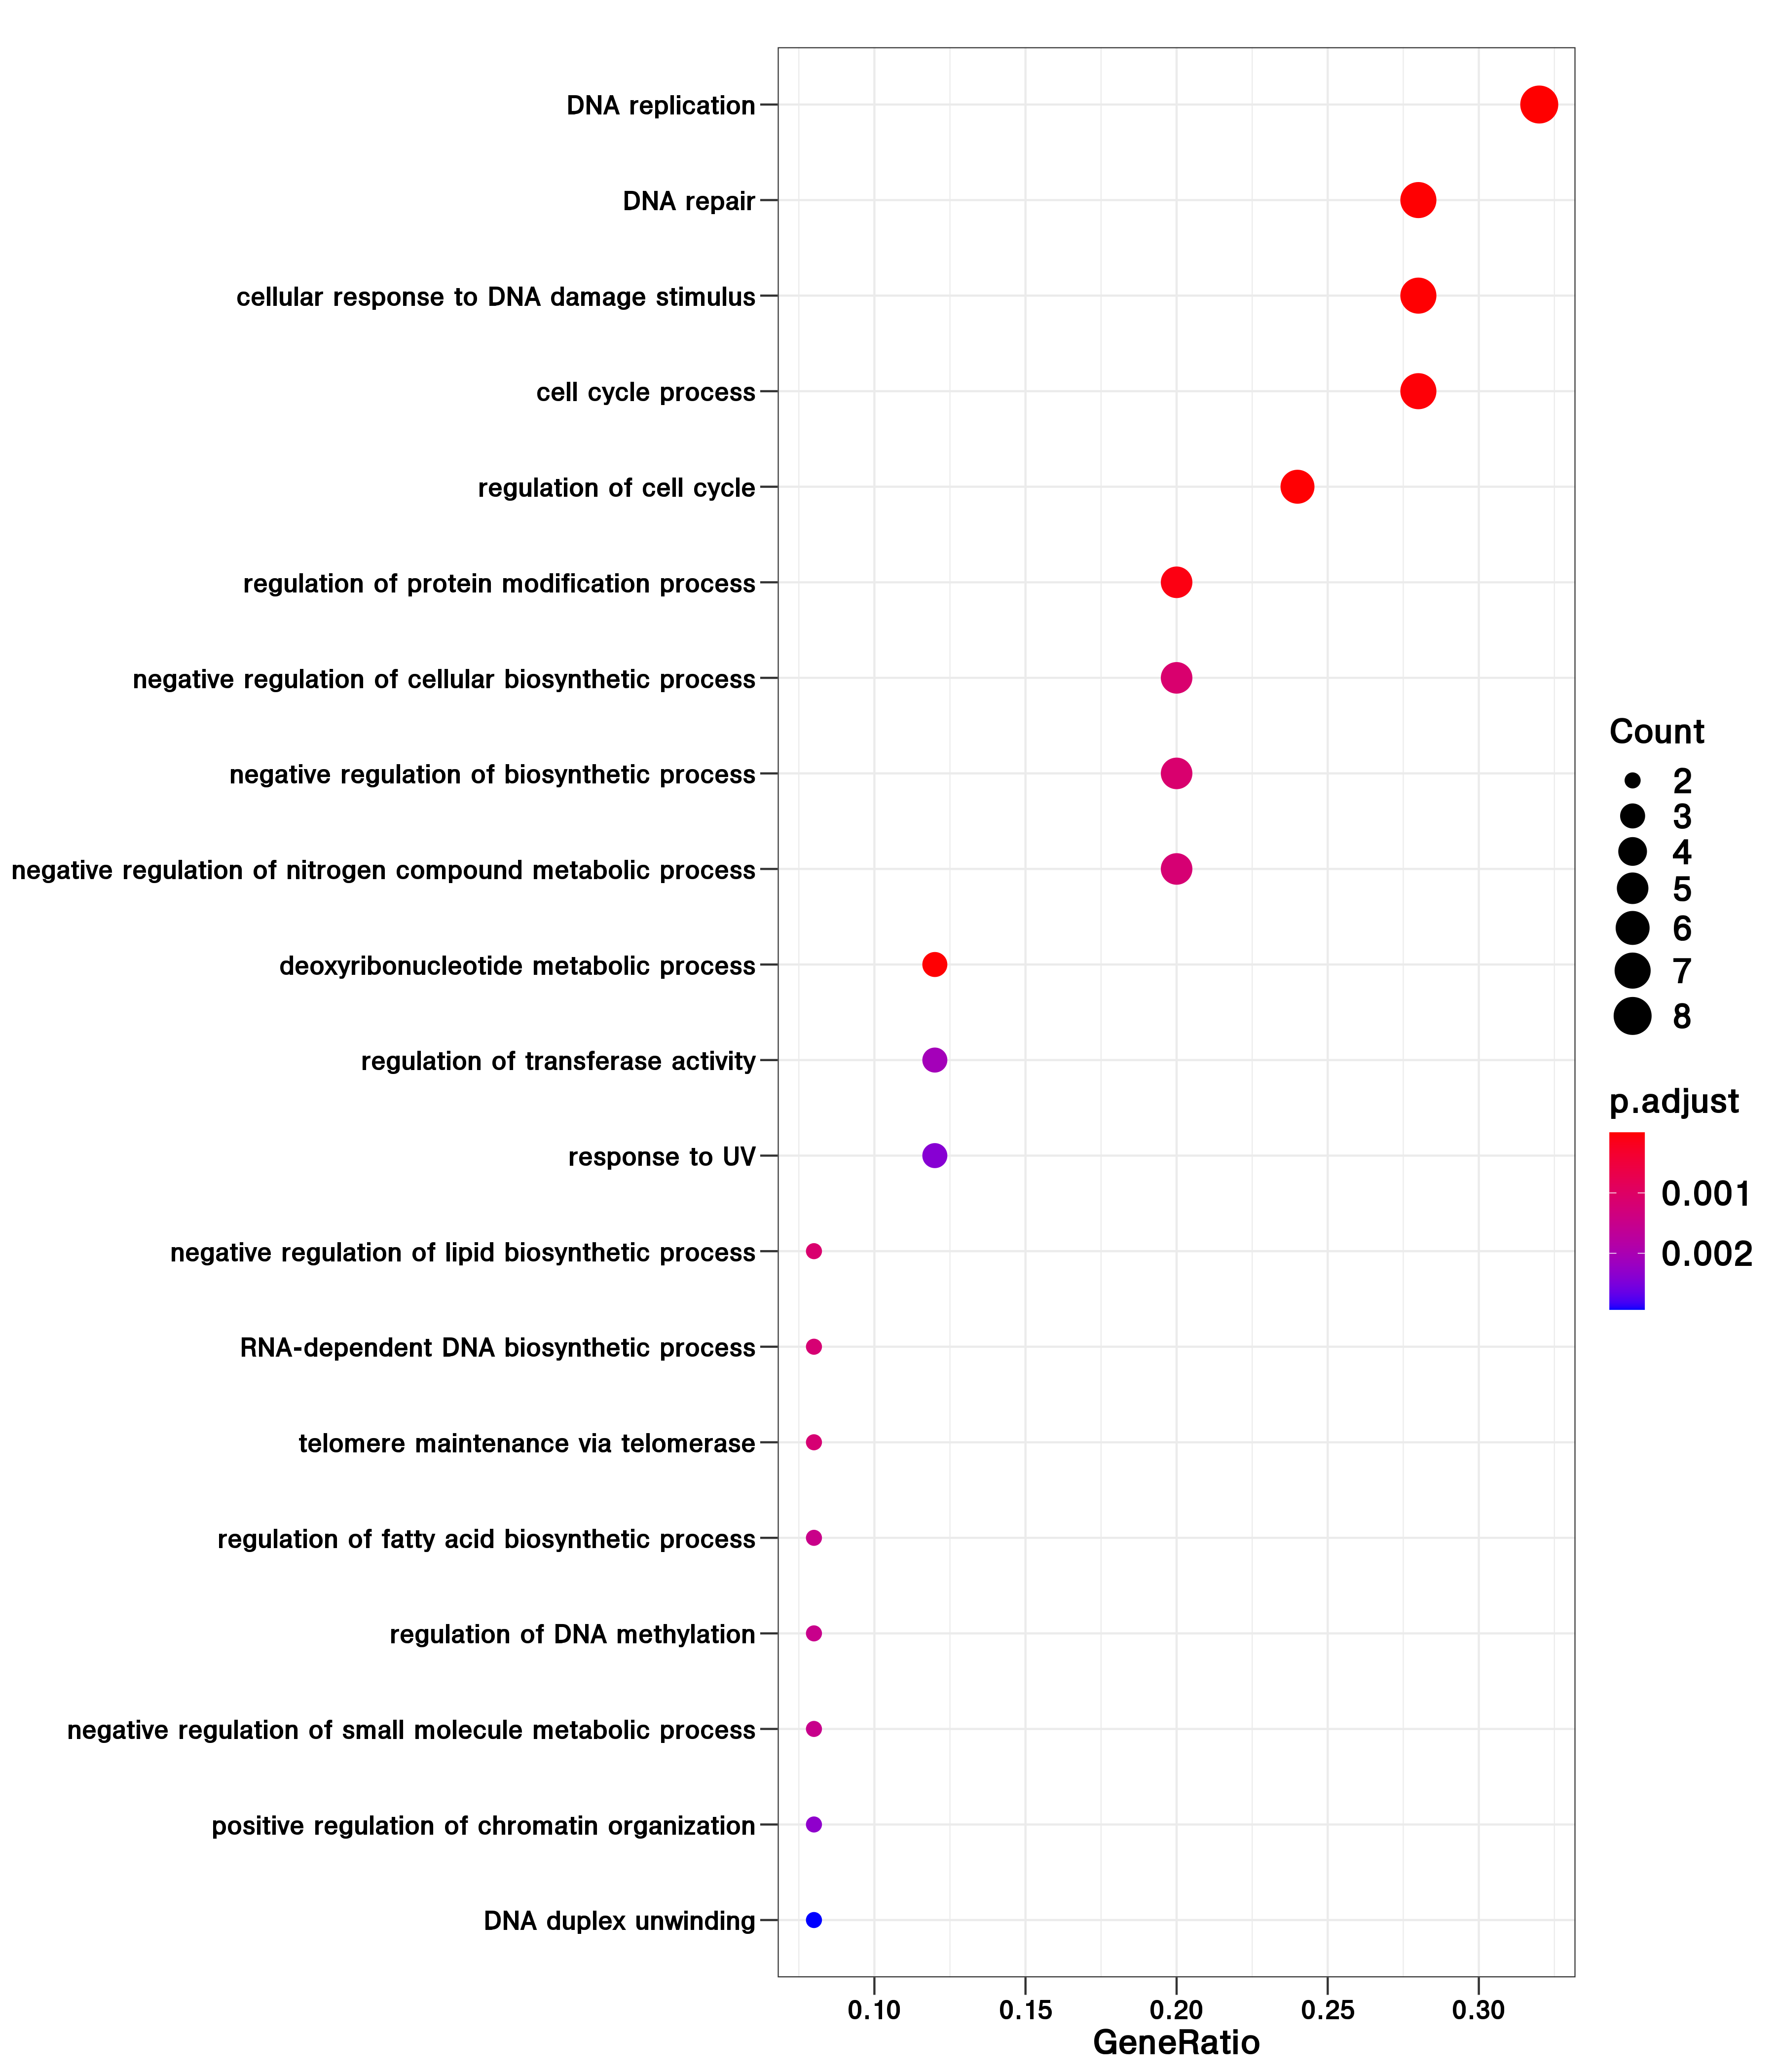 DNA replication
DNA repair
cellular response to DNA damage stimulus
cell cycle process
regulation of cell cycle
regulation of protein modification process
negative regulation of cellular biosynthetic process
negative regulation of biosynthetic process
negative regulation of nitrogen compound metabolic process
deoxyribonucleotide metabolic process
regulation of transferase activity
response to UV
negative regulation of lipid biosynthetic process
RNA-dependent DNA biosynthetic process
telomere maintenance via telomerase
regulation of fatty acid biosynthetic process
regulation of DNA methylation
negative regulation of small molecule metabolic process
positive regulation of chromatin organization
DNA duplex unwinding
0.10 0.15 0.20 0.25 0.30
GeneRatio
Count
2
3
4
5
6
7
8
p.adjust
0.001
0.002